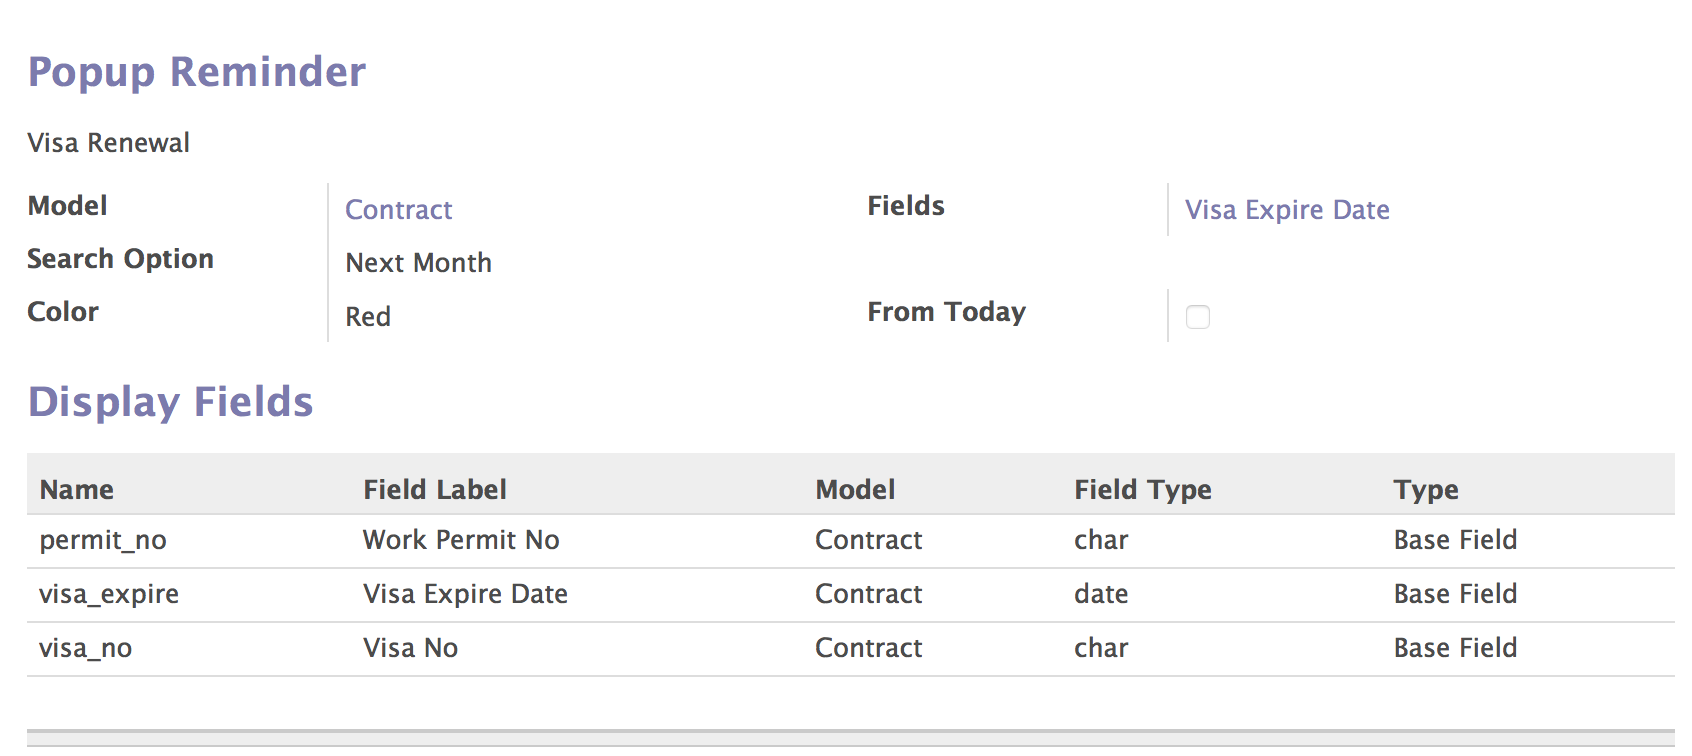 Popup Reminder
Visa Renewal
Model Contract Fields Visa Expire Date
Search Option Next Month
Color Red From Today
Display Fields
Name Field Label Model Field Type Type
permit_no Work Permit No Contract char Base Field
visa_expire Visa Expire Date Contract date Base Field
visa_no Visa No Contract char Base Field